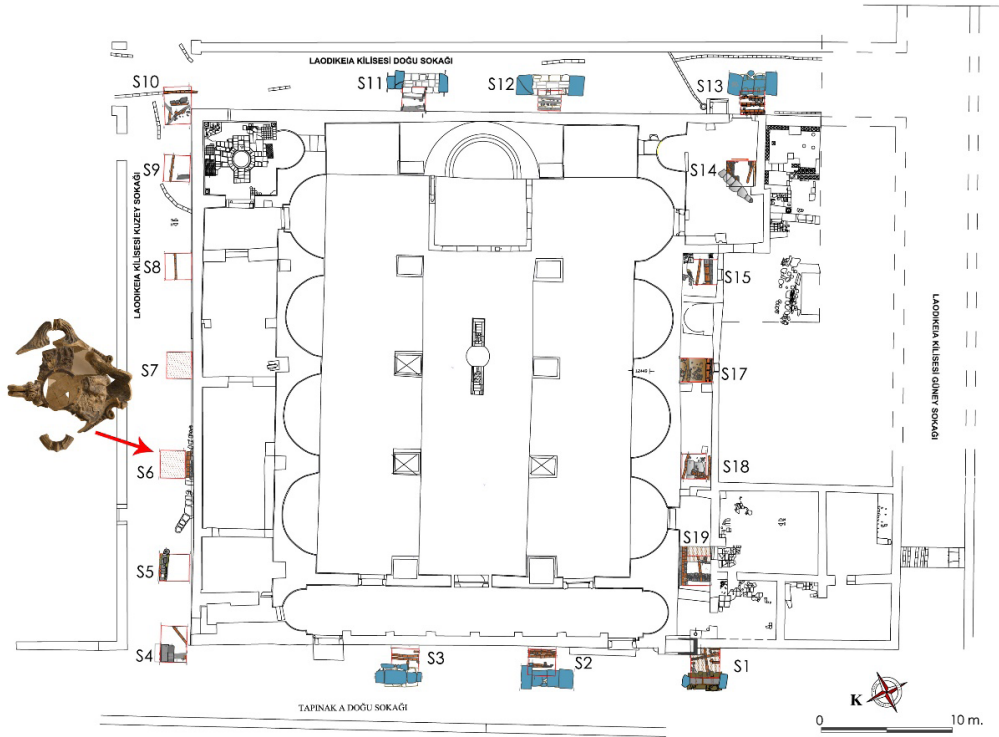 LAODIKEIA KİLİSESİ DOĞU SOKAĞI
S10
S11
S12
S13
S9
S14
LAODIKEIA KİLİSESİ KUZEY SOKAĞI
S8
S15
LAODIKEIA KİLİSESİ GÜNEY SOKAĞI
S7
S17
S6
S18
S19
S5
S4
S3
S2
S1
K
TAPINAK A DOĞU SOKAĞI
0
10 m.